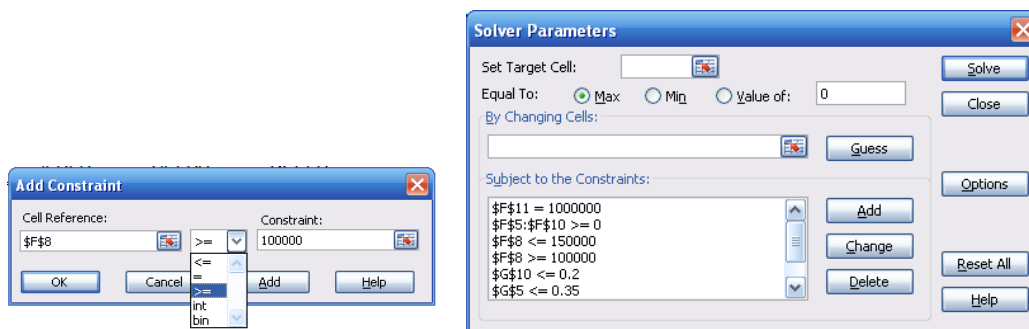 Add Constraint
Cell Reference:
Constraint:
$F$8
>=
100000
<=
=
>=
int
bin
OK
Cancel
Add
Help
Solver Parameters
Set Target Cell:
Equal To:
Max
Min
Value of:
0
By Changing Cells:
Guess
Subject to the Constraints:
$F$11 = 1000000
$F$5:$F$10 >= 0
$F$8 <= 150000
$F$8 >= 100000
$G$10 <= 0.2
$G$5 <= 0.35
Add
Change
Delete
Solve
Close
Options
Reset All
Help